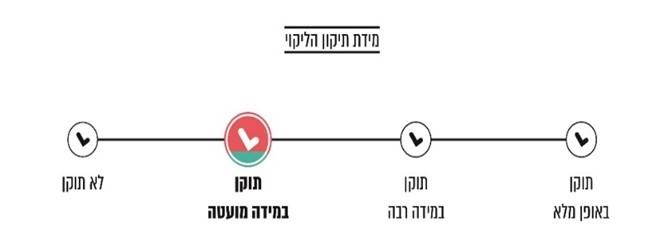 מידת תיקון הליקוי
לא תוקן
תוקן
במידה מועטה
תוקן
במידה רבה
תוקן
באופן מלא